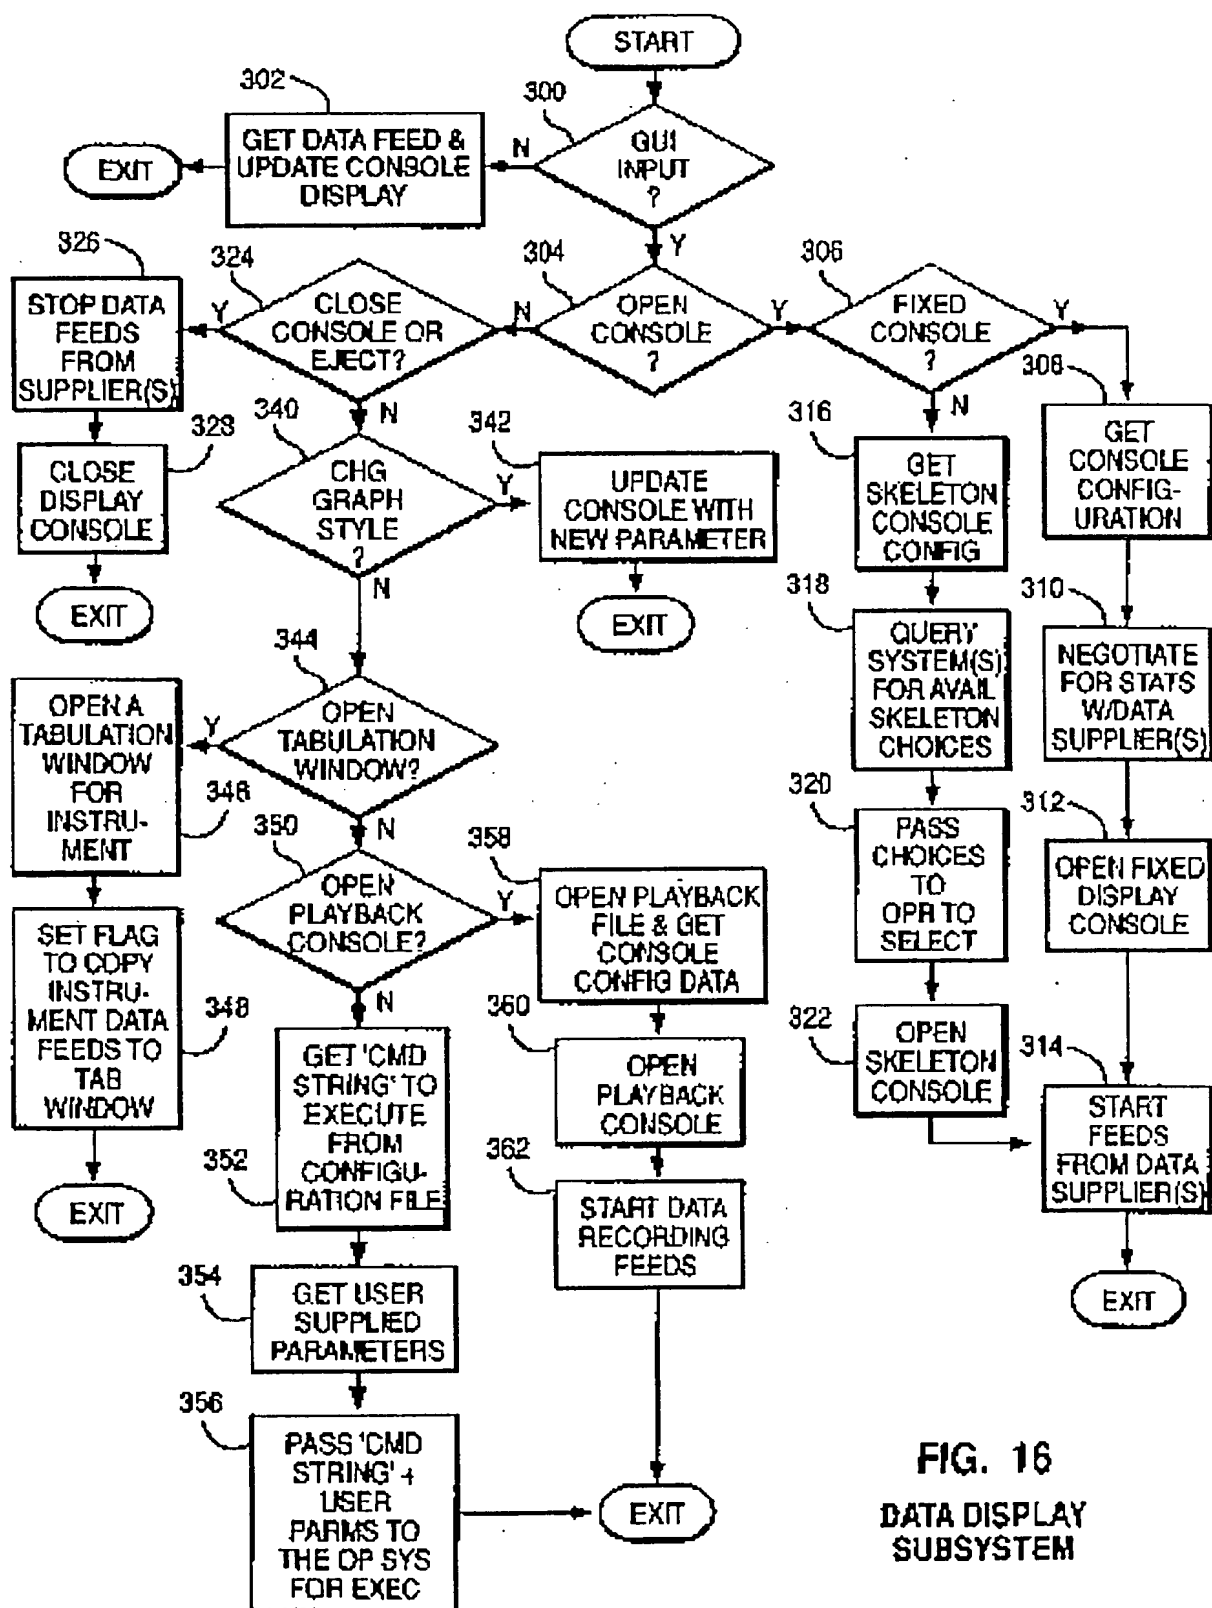 START
302
300
GET DATA FEED &
UPDATE CONSOLE
DISPLAY
EXIT
N
GUI
INPUT
?
Y
326
324
304
306
STOP DATA
FEEDS
FROM
SUPPLIER(S)
Y
CLOSE
CONSOLE OR
EJECT?
N
OPEN
CONSOLE
?
Y
FIXED
CONSOLE
?
Y
N
N
308
328
CLOSE
DISPLAY
CONSOLE
EXIT
340
CHG
GRAPH
STYLE
?
Y
N
342
UPDATE
CONSOLE WITH
NEW PARAMETER
EXIT
316
GET
SKELETON
CONSOLE
CONFIG
GET
CONSOLE
CONFIG-
URATION
318
QUERY
SYSTEM(S)
FOR AVAIL
SKELETON
CHOICES
310
NEGOTIATE
FOR STATS
W/DATA
SUPPLIER(S)
344
OPEN
TABULATION
WINDOW?
Y
N
OPEN A
TABULATION
WINDOW
FOR
INSTRU-
MENT
346
320
PASS
CHOICES
TO
OPR TO
SELECT
312
OPEN FIXED
DISPLAY
CONSOLE
350
OPEN
PLAYBACK
CONSOLE?
Y
N
358
OPEN PLAYBACK
FILE & GET
CONSOLE
CONFIG DATA
SET FLAG
TO COPY
INSTRU-
MENT DATA
FEEDS TO
TAB
WINDOW
348
EXIT
322
OPEN
SKELETON
CONSOLE
314
START
FEEDS
FROM DATA
SUPPLIER(S)
EXIT
GET 'CMD
STRING' TO
EXECUTE
FROM
CONFIGU-
RATION FILE
352
360
OPEN
PLAYBACK
CONSOLE
362
START DATA
RECORDING
FEEDS
354
GET USER
SUPPLIED
PARAMETERS
356
PASS 'CMD
STRING' +
USER
PARMS TO
THE OP SYS
FOR EXEC
EXIT
FIG. 16
DATA DISPLAY
SUBSYSTEM